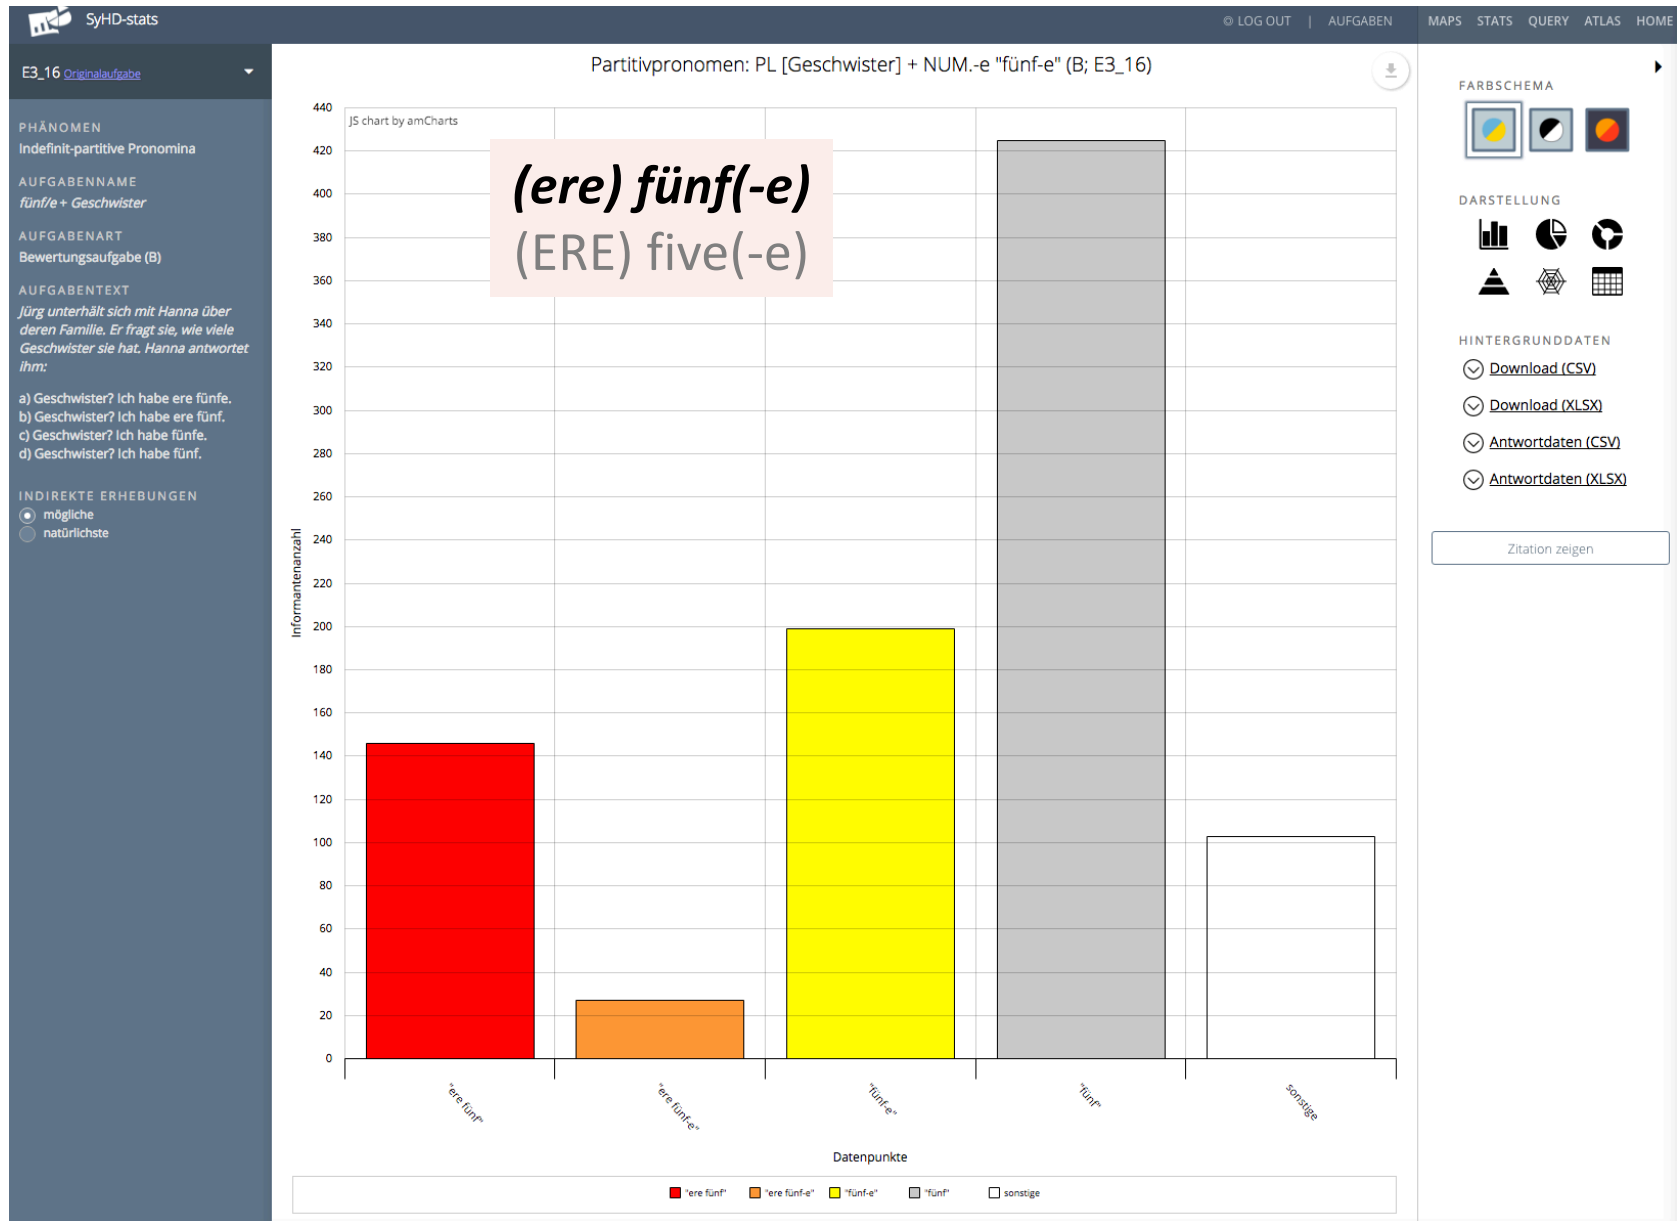 SyHD-stats
LOG OUT | AUFGABEN
MAPS STATS QUERY ATLAS HOME
E3_16 Originalaufgabe
PHÄNOMEN
Indefinit-partitive Pronomina
AUFGABENNAME
fünf/e + Geschwister
AUFGABENART
Bewertungsaufgabe (B)
AUFGABENTEXT
Jürg unterhält sich mit Hanna über
deren Familie. Er fragt sie, wie viele
Geschwister sie hat. Hanna antwortet
ihm:
a) Geschwister? Ich habe ere fünfe.
b) Geschwister? Ich habe ere fünf.
c) Geschwister? Ich habe fünfe.
d) Geschwister? Ich habe fünf.
INDIREKTE ERHEBUNGEN
mögliche
natürlichste
Partitivpronomen: PL [Geschwister] + NUM.-e "fünf-e" (B; E3_16)
JS chart by amCharts
(ere) fünf(-e)
(ERE) five(-e)
Informantenanzahl
440
420
400
380
360
340
320
300
280
260
240
220
200
180
160
140
120
100
80
60
40
20
0
"ere fünf"
"ere fünf-e"
"fünf-e"
"fünf"
sonstige
Datenpunkte
"ere fünf" "ere fünf-e" "fünf-e" "fünf" sonstige
FARBSCHEMA
DARSTELLUNG
HINTERGRUNDDATEN
Download (CSV)
Download (XLSX)
Antwortdaten (CSV)
Antwortdaten (XLSX)
Zitation zeigen